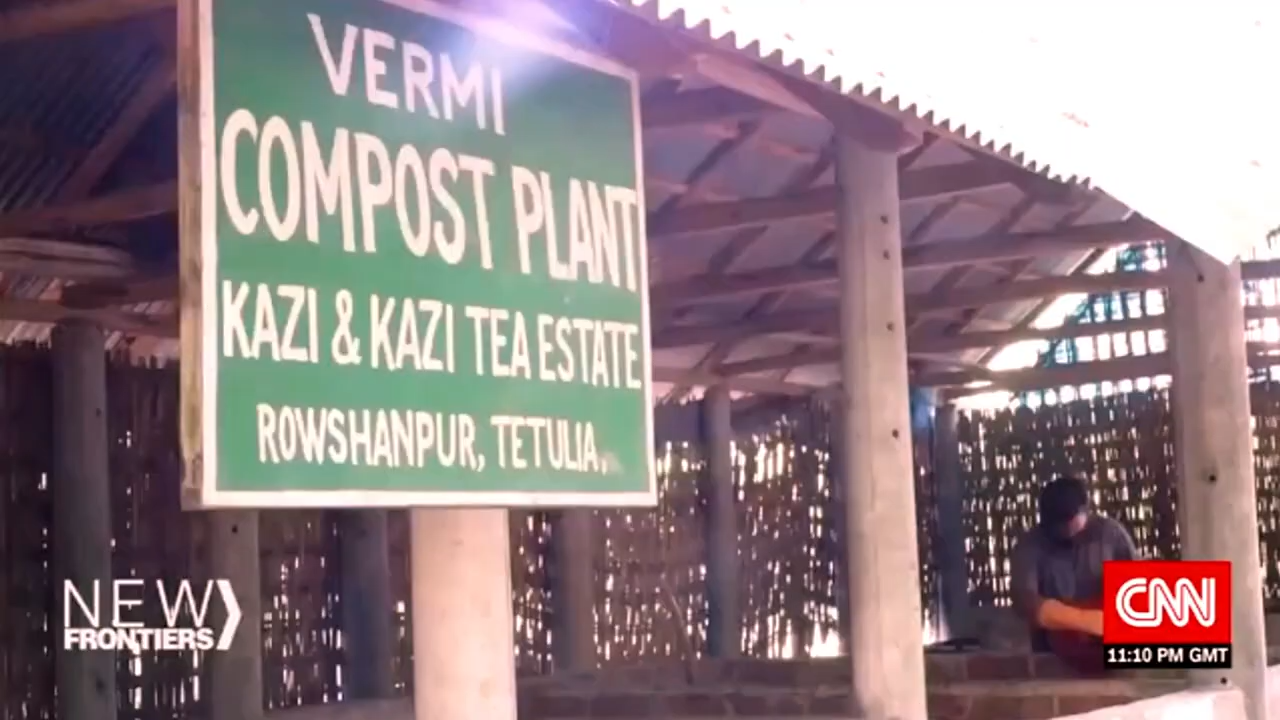 VERMI
COMPOST PLANT
KAZI & KAZI TEA ESTATE
ROWSHANPUR, TETULIA.
NEW
FRONTIERS
CNN
11:10 PM GMT